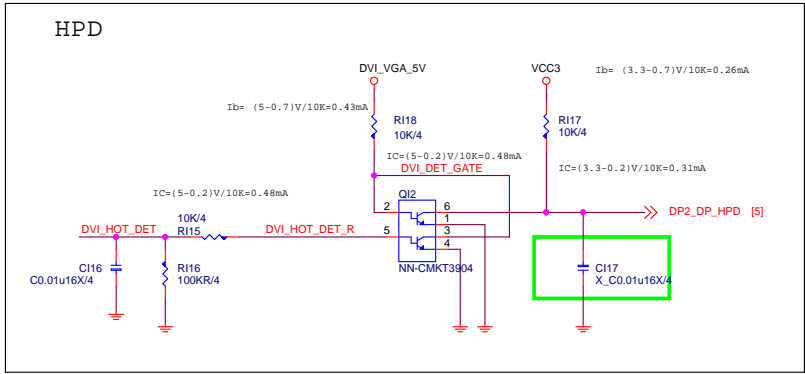 HPD
DVI_VGA_5V
VCC3
Ib= (3.3-0.7)V/10K=0.26mA
Ib= (5-0.7)V/10K=0.43mA
RI18
10K/4
RI17
10K/4
IC=(5-0.2)V/10K=0.48mA
DVI_DET_GATE
IC=(3.3-0.2)V/10K=0.31mA
IC=(5-0.2)V/10K=0.48mA
QI2
2
6
1
DP2_DP_HPD [5]
10K/4
DVI_HOT_DET
RI15
DVI_HOT_DET_R
5
3
4
CI16
C0.01u16X/4
RI16
100KR/4
NN-CMKT3904
CI17
X_C0.01u16X/4